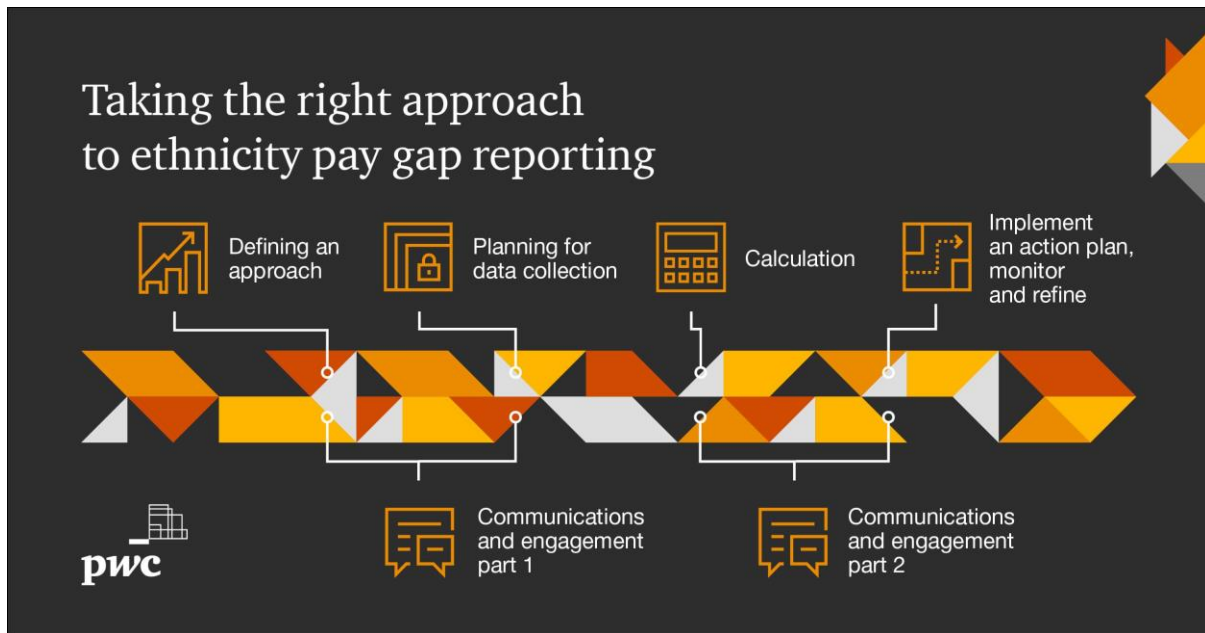 Taking the right approach
to ethnicity pay gap reporting
Defining an
approach
Planning for
data collection
Calculation
Implement
an action plan,
monitor
and refine
Communications
and engagement
part 1
Communications
and engagement
part 2
pwc